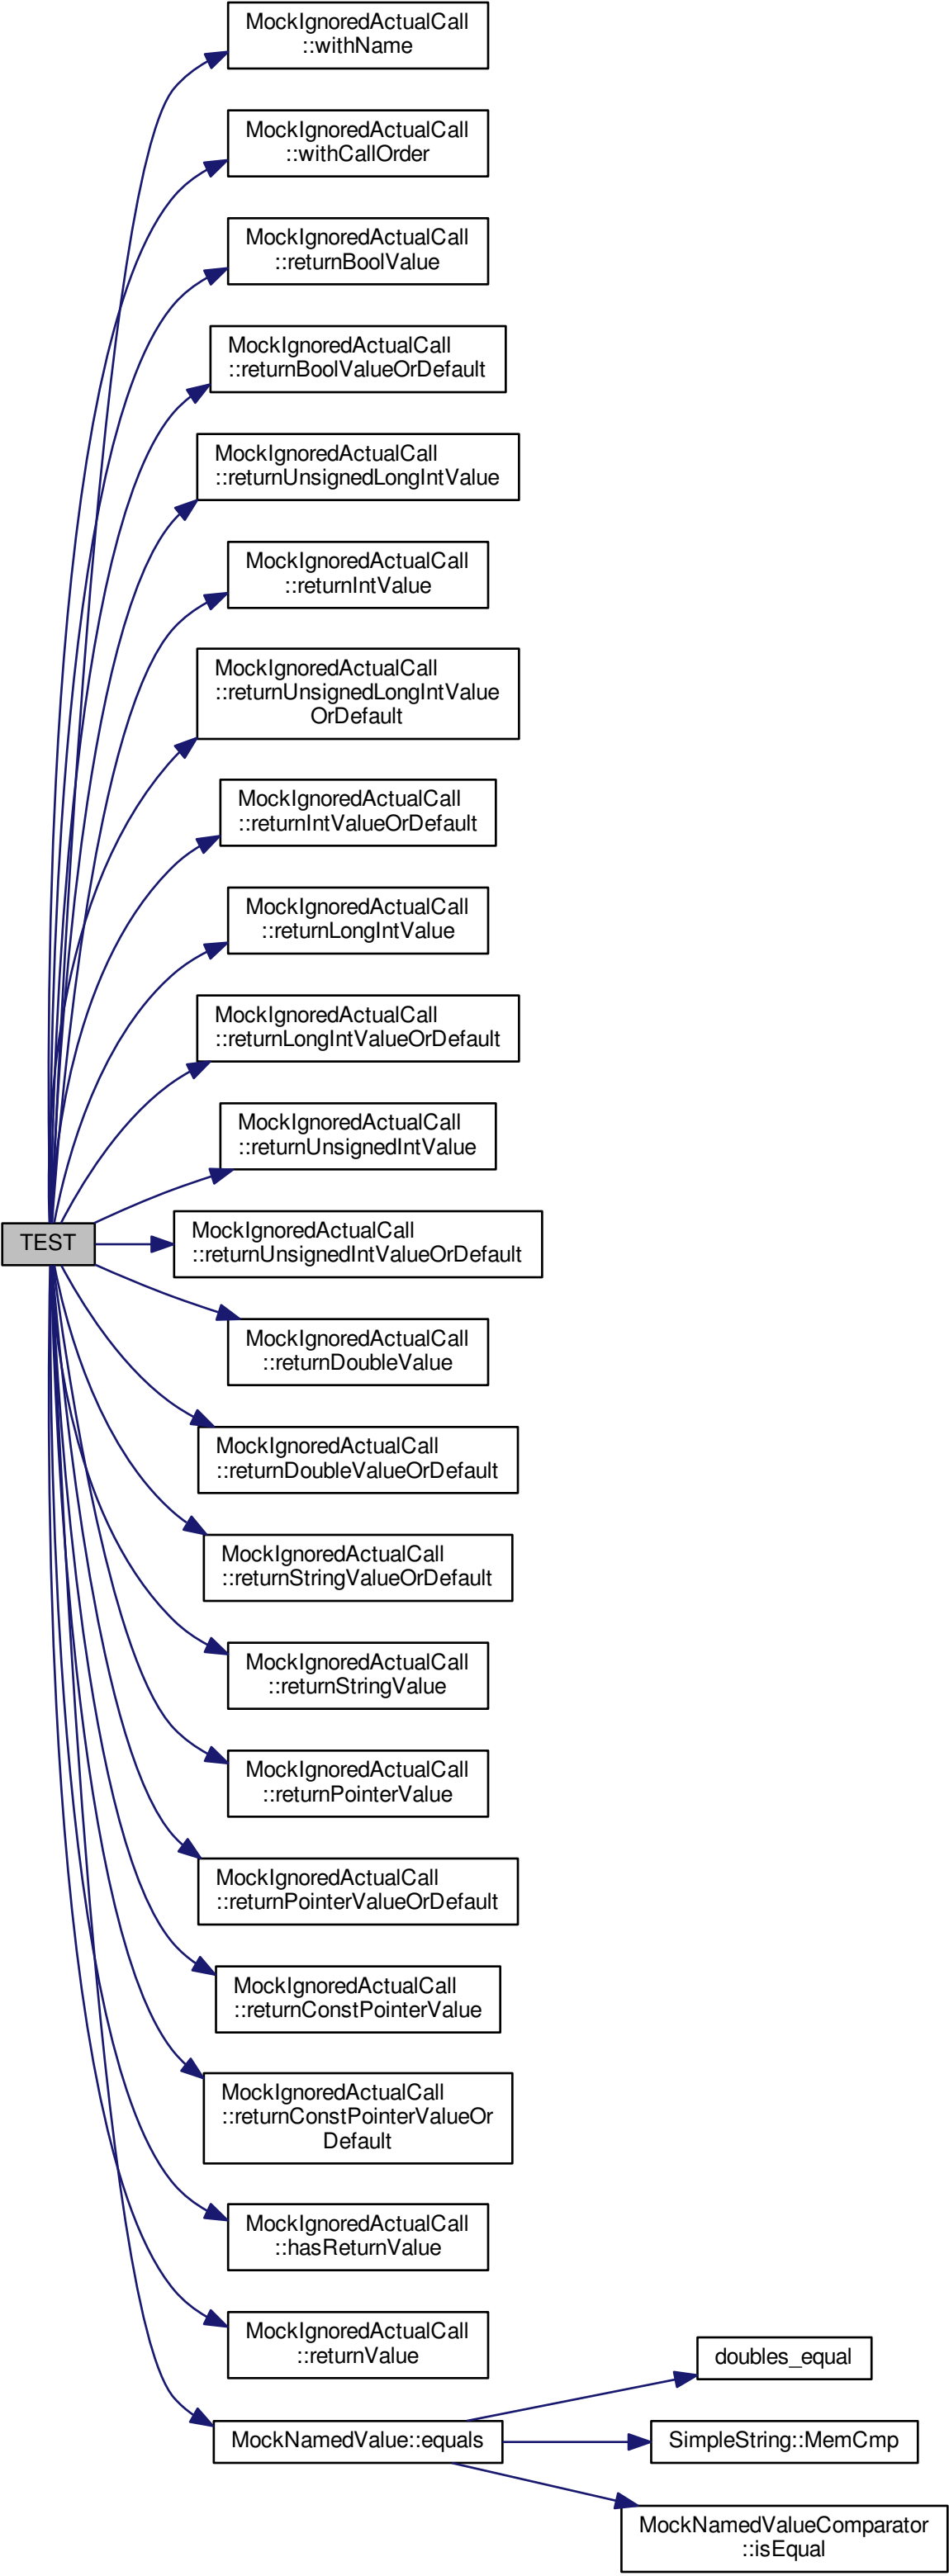 MockIgnoredActualCall
::withName
MockIgnoredActualCall
::withCallOrder
MockIgnoredActualCall
::returnBoolValue
MockIgnoredActualCall
::returnBoolValueOrDefault
MockIgnoredActualCall
::returnUnsignedLongIntValue
MockIgnoredActualCall
::returnIntValue
MockIgnoredActualCall
::returnUnsignedLongIntValue
OrDefault
MockIgnoredActualCall
::returnIntValueOrDefault
MockIgnoredActualCall
::returnLongIntValue
MockIgnoredActualCall
::returnLongIntValueOrDefault
MockIgnoredActualCall
::returnUnsignedIntValue
TEST
MockIgnoredActualCall
::returnUnsignedIntValueOrDefault
MockIgnoredActualCall
::returnDoubleValue
MockIgnoredActualCall
::returnDoubleValueOrDefault
MockIgnoredActualCall
::returnStringValueOrDefault
MockIgnoredActualCall
::returnStringValue
MockIgnoredActualCall
::returnPointerValue
MockIgnoredActualCall
::returnPointerValueOrDefault
MockIgnoredActualCall
::returnConstPointerValue
MockIgnoredActualCall
::returnConstPointerValueOr
Default
MockIgnoredActualCall
::hasReturnValue
MockIgnoredActualCall
::returnValue
MockNamedValue::equals
doubles_equal
SimpleString::MemCmp
MockNamedValueComparator
::isEqual